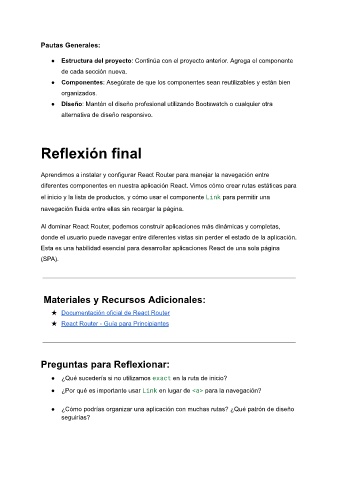 Pautas Generales:
● Estructura del proyecto: Continúa con el proyecto anterior. Agrega el componente
de cada sección nueva.
● Componentes: Asegúrate de que los componentes sean reutilizables y están bien
organizados.
● Diseño: Mantén el diseño profesional utilizando Bootswatch o cualquier otra
alternativa de diseño responsivo.
Reflexión final
Aprendimos a instalar y configurar React Router para manejar la navegación entre
diferentes componentes en nuestra aplicación React. Vimos cómo crear rutas estáticas para
el inicio y la lista de productos, y cómo usar el componente Link para permitir una
navegación fluida entre ellas sin recargar la página.
Al dominar React Router, podemos construir aplicaciones más dinámicas y completas,
donde el usuario puede navegar entre diferentes vistas sin perder el estado de la aplicación.
Esta es una habilidad esencial para desarrollar aplicaciones React de una sola página
(SPA).
Materiales y Recursos Adicionales:
★ Documentación oficial de React Router
★ React Router - Guía para Principiantes
Preguntas para Reflexionar:
● ¿Qué sucedería si no utilizamos exact en la ruta de inicio?
● ¿Por qué es importante usar Link en lugar de <a> para la navegación?
● ¿Cómo podrías organizar una aplicación con muchas rutas? ¿Qué patrón de diseño
seguirías?